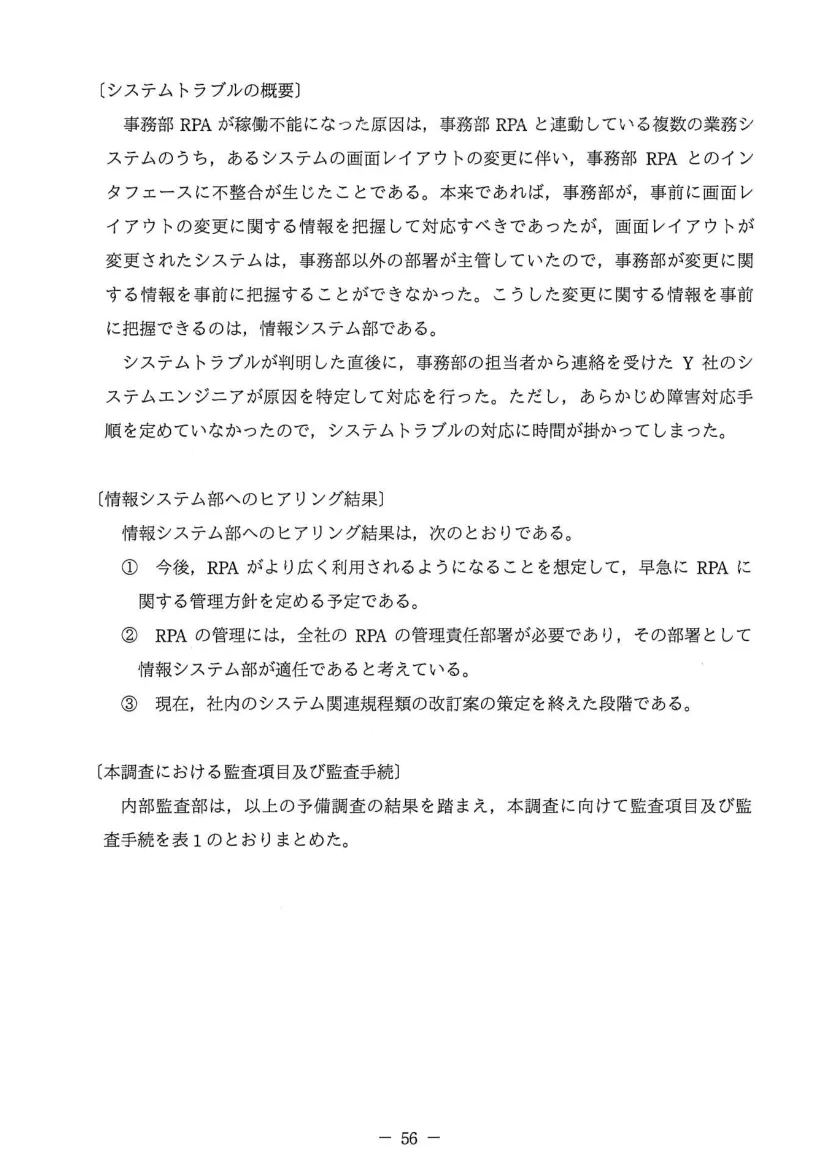 〔システムトラブルの概要〕
事務部 RPA が稼働不能になった原因は，事務部 RPA と連動している複数の業務シ
ステムのうち，あるシステムの画面レイアウトの変更に伴い，事務部 RPA とのイン
タフェースに不整合が生じたことである。本来であれば，事務部が，事前に画面レ
イアウトの変更に関する情報を把握して対応すべきであったが，画面レイアウトが
変更されたシステムは，事務部以外の部署が主管していたので，事務部が変更に関
する情報を事前に把握することができなかった。こうした変更に関する情報を事前
に把握できるのは，情報システム部である。
システムトラブルが判明した直後に，事務部の担当者から連絡を受けた Y 社のシ
ステムエンジニアが原因を特定して対応を行った。ただし，あらかじめ障害対応手
順を定めていなかったので，システムトラブルの対応に時間が掛かってしまった。
〔情報システム部へのヒアリング結果〕
情報システム部へのヒアリング結果は，次のとおりである。
① 今後，RPA がより広く利用されるようになることを想定して，早急に RPA に
関する管理方針を定める予定である。
② RPA の管理には，全社の RPA の管理責任部署が必要であり，その部署として
情報システム部が適任であると考えている。
③ 現在，社内のシステム関連規程類の改訂案の策定を終えた段階である。
〔本調査における監査項目及び監査手続〕
内部監査部は，以上の予備調査の結果を踏まえ，本調査に向けて監査項目及び監
査手続を表 1 のとおりまとめた。
－ 56 －